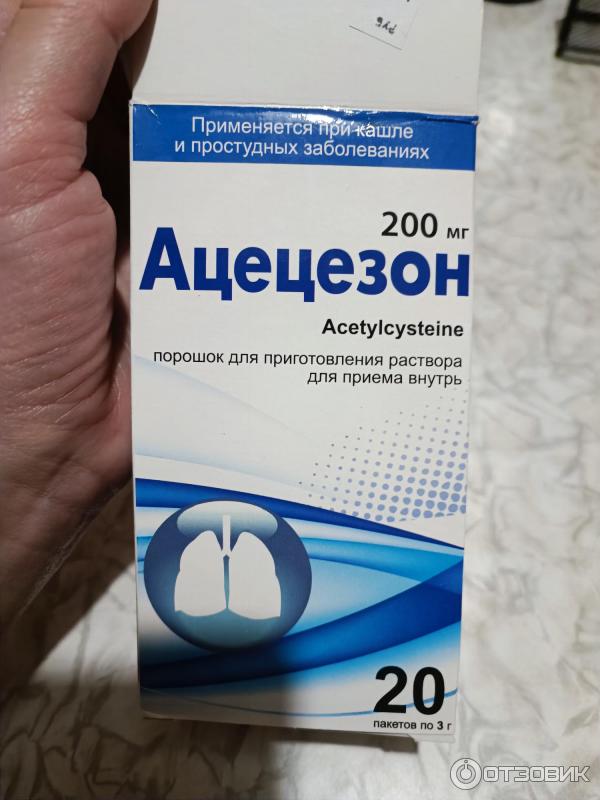 руб
Применяется при кашле
и простудных заболеваниях
200 мг
Ацецезон
Acetylcysteine
порошок для приготовления раствора
для приема внутрь
20
пакетов по 3 г
ОТЗОВИК